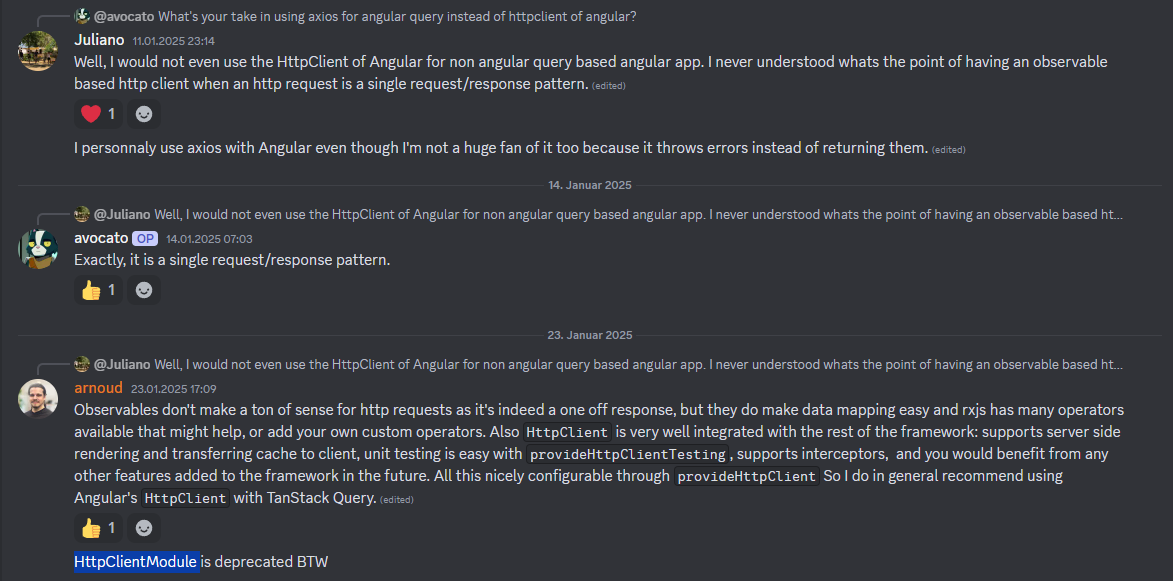 @avocato What's your take in using axios for angular query instead of httpclient of angular?
Juliano 11.01.2025 23:14
Well, I would not even use the HttpClient of Angular for non angular query based angular app. I never understood whats the point of having an observable
based http client when an http request is a single request/response pattern. (edited)
1
I personnaly use axios with Angular even though I'm not a huge fan of it too because it throws errors instead of returning them. (edited)
14. Januar 2025
@Juliano Well, I would not even use the HttpClient of Angular for non angular query based angular app. I never understood whats the point of having an observable based ht...
avocato OP 14.01.2025 07:03
Exactly, it is a single request/response pattern.
1
23. Januar 2025
@Juliano Well, I would not even use the HttpClient of Angular for non angular query based angular app. I never understood whats the point of having an observable based ht...
arnoud 23.01.2025 17:09
Observables don't make a ton of sense for http requests as it's indeed a one off response, but they do make data mapping easy and rxjs has many operators
available that might help, or add your own custom operators. Also HttpClient is very well integrated with the rest of the framework: supports server side
rendering and transferring cache to client, unit testing is easy with provideHttpClientTesting, supports interceptors, and you would benefit from any
other features added to the framework in the future. All this nicely configurable through provideHttpClient So I do in general recommend using
Angular's HttpClient with TanStack Query. (edited)
1
HttpClientModule is deprecated BTW